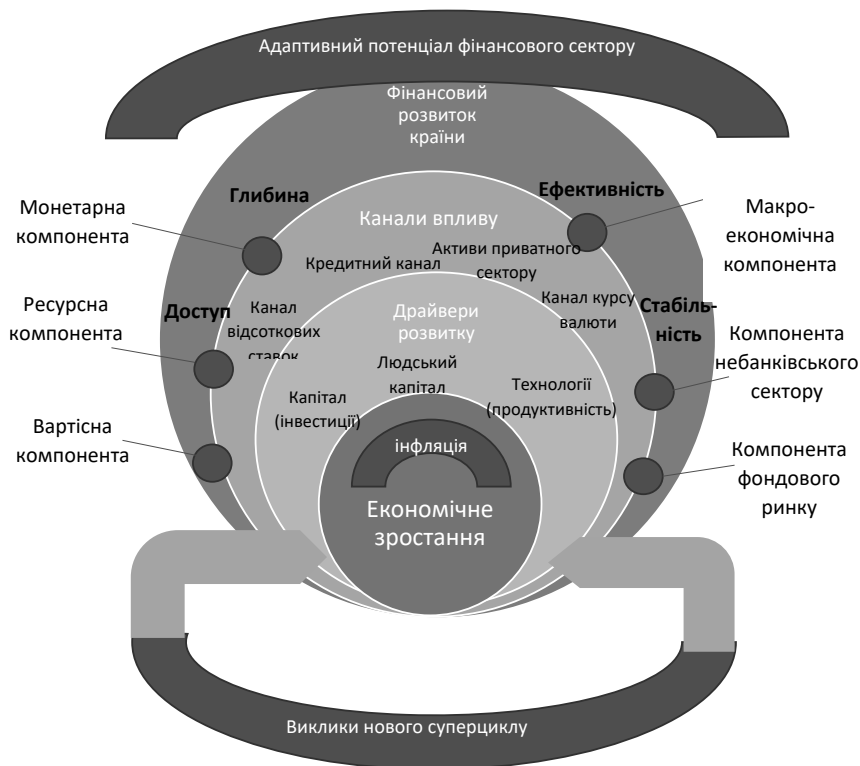 Адаптивний потенціал фінансового сектору
Фінансовий
розвиток
країни
Глибина
Ефективність
Монетарна
компонента
Канали впливу
Макро-
економічна
компонента
Кредитний канал
Активи приватного
сектору
Ресурсна
компонента
Доступ
Канал
відсоткових
ставок
Драйвери
розвитку
Канал курсу
валюти
Стабіль-
ність
Компонента
небанківського
сектору
Людський
капітал
Капітал
(інвестиції)
Технології
(продуктивність)
Вартісна
компонента
інфляція
Компонента
фондового
ринку
Економічне
зростання
Виклики нового суперциклу